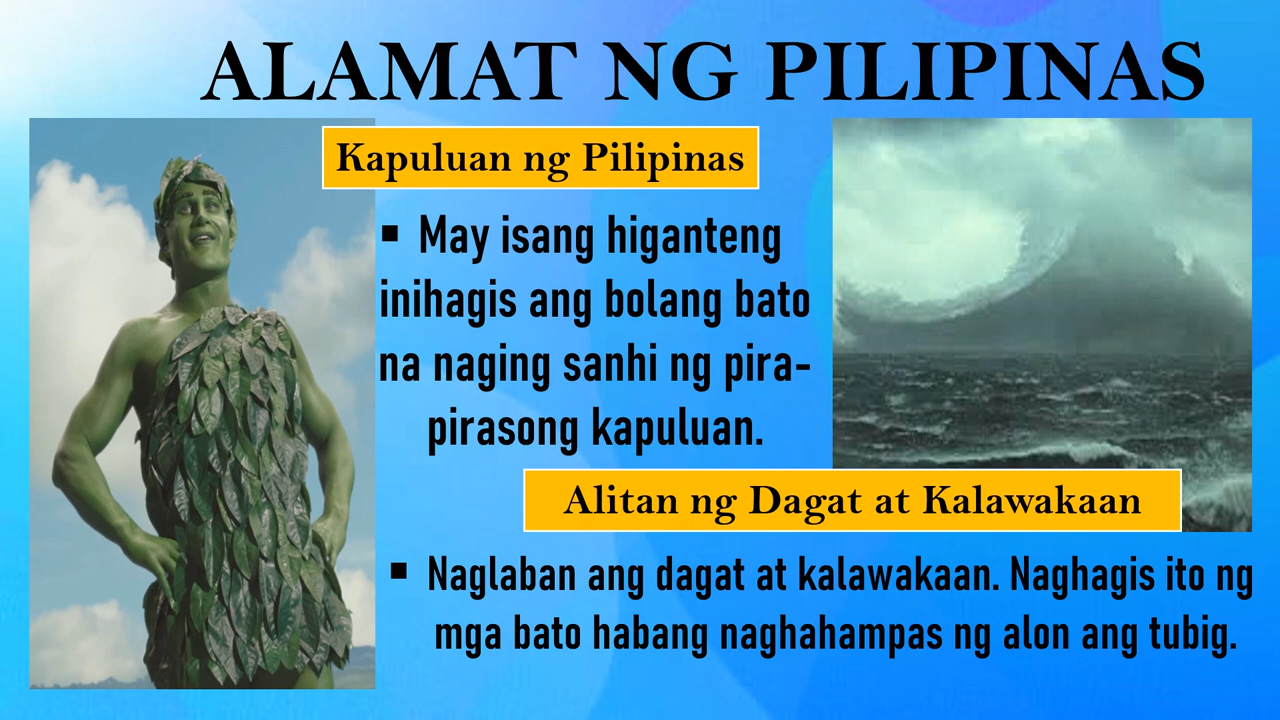 ALAMAT NG PILIPINAS
Kapuluan ng Pilipinas
▪ May isang higanteng
inihagis ang bolang bato
na naging sanhi ng pira-
pirasong kapuluan.
Alitan ng Dagat at Kalawakaan
▪ Naglaban ang dagat at kalawakaan. Naghagis ito ng
mga bato habang naghahampas ng alon ang tubig.